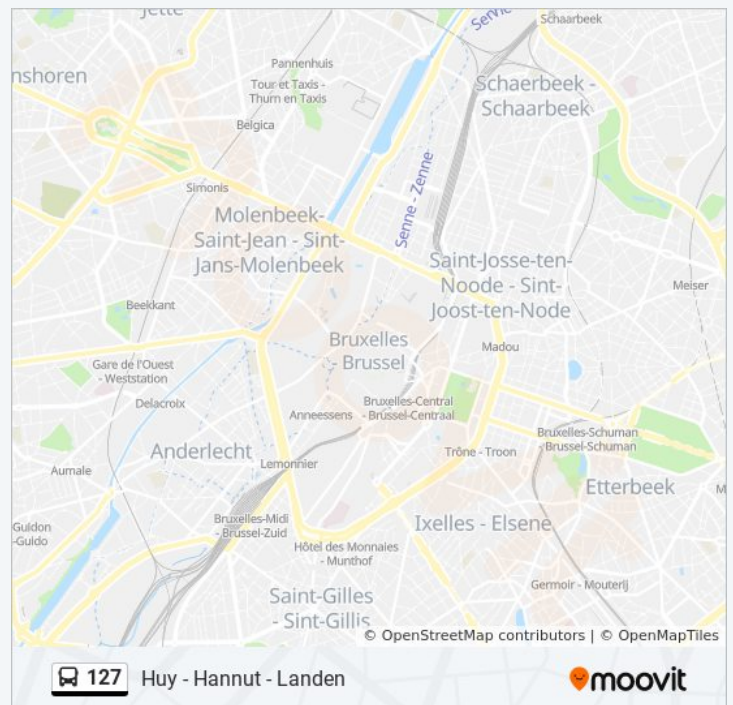 Jette
Senne
Schaarbeek
Pannenhuis
nshoren
Tour et Taxis -
Thurn en Taxis
Schaerbeek -
Schaarbeek
Belgica
Senne - Zenne
Simonis
Molenbeek-
Saint-Jean - Sint-
Jans-Molenbeek
Saint-Josse-ten-
Noode - Sint-
Joost-ten-Node
Meiser
Beekkant
Bruxelles
- Brussel
Madou
Gare de l'Ouest
- Weststation
Delacroix
Bruxelles-Central
- Brussel-Centraal
Anneessens
Bruxelles-Schuman
- Brussel-Schuman
Anderlecht
Trône - Troon
Lemonnier
Aumale
Etterbeek
M
Guidon
-Guido
Bruxelles-Midi
- Brussel-Zuid
Ixelles - Elsene
Hôtel des Monnaies
- Munthof
Germoir - Mouterij
Saint-Gilles
- Sint-Gillis
© OpenStreetMap contributors | © OpenMapTiles
127 Huy - Hannut - Landen
moovit